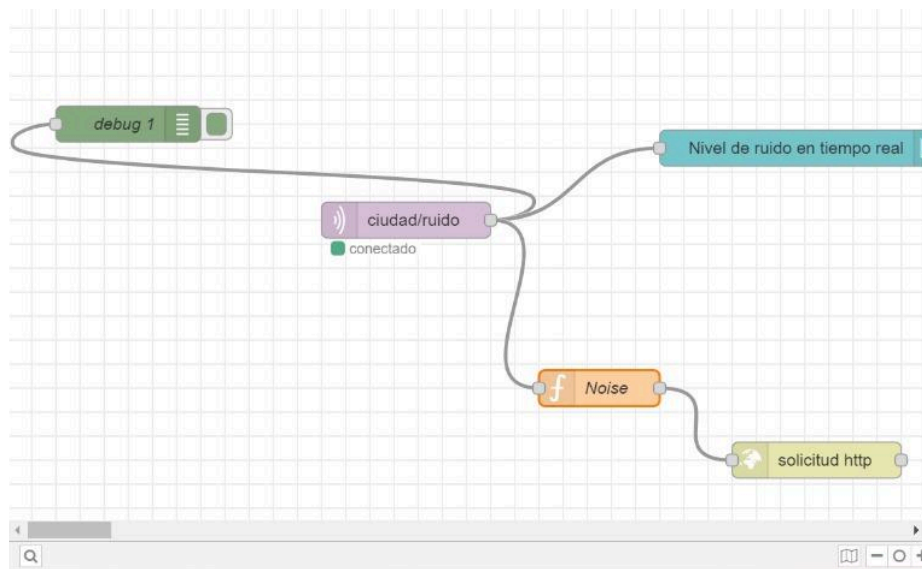 debug 1
Nivel de ruido en tiempo real
ciudad/ruido
conectado
Noise
solicitud http